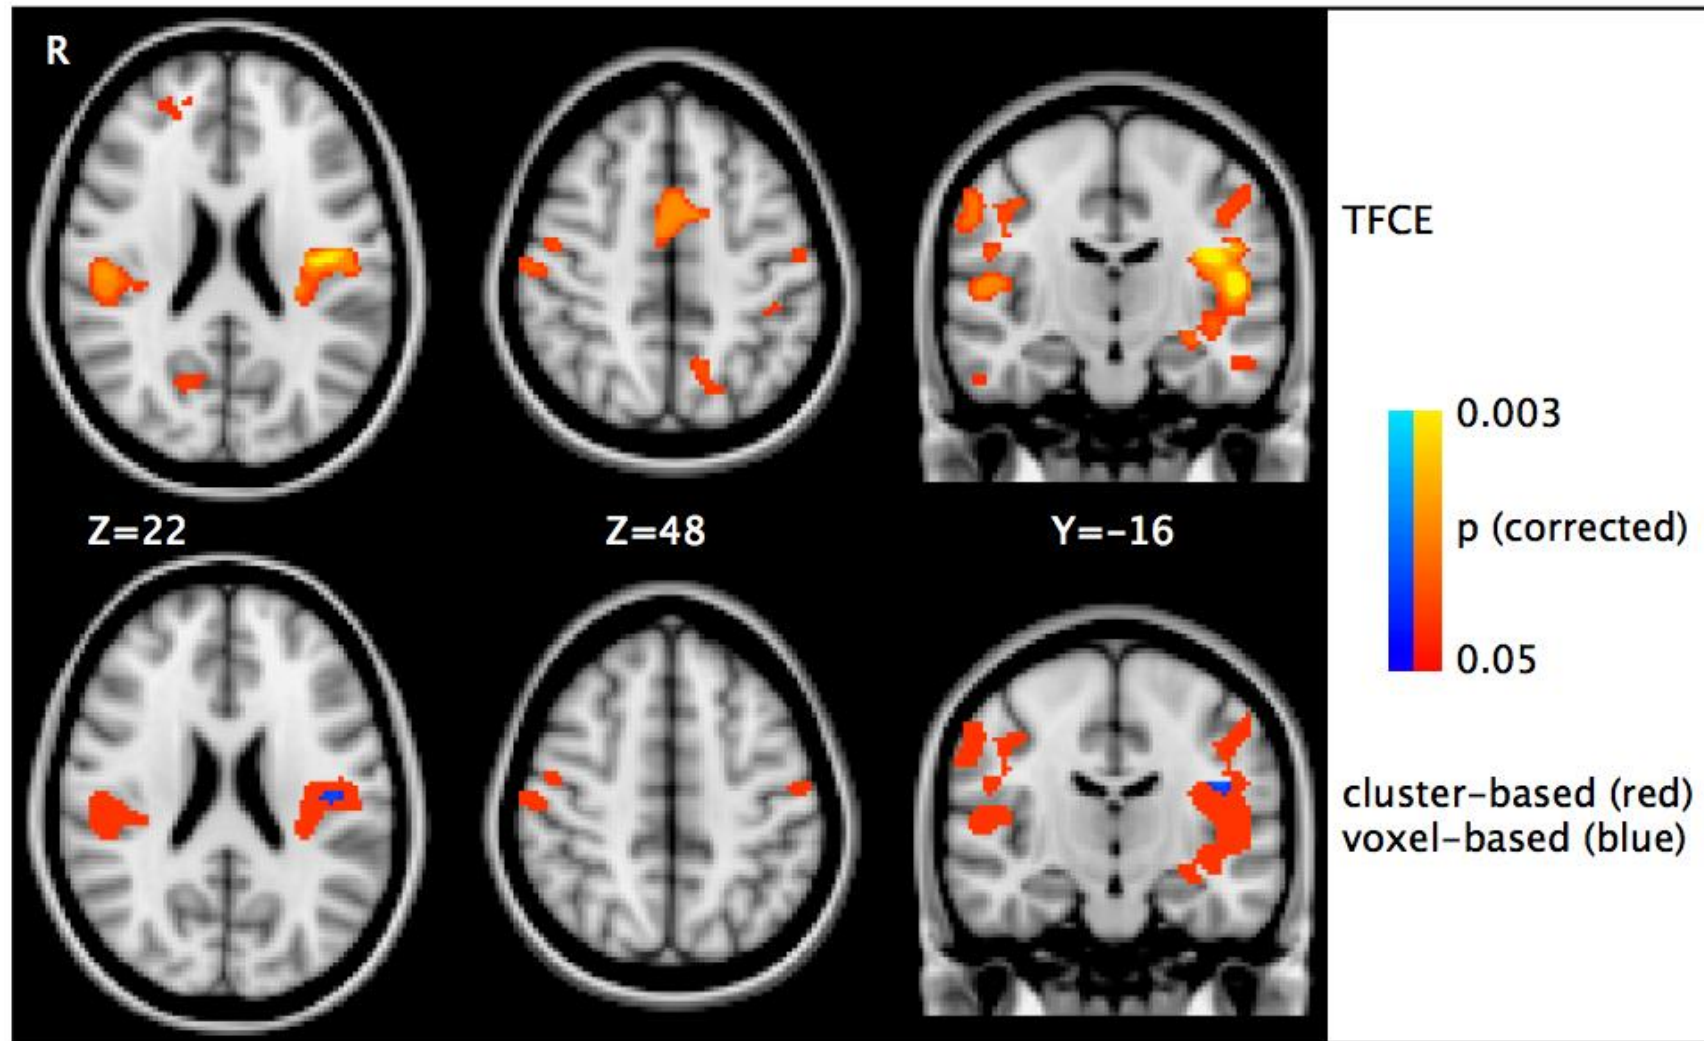 R
TFCE
0.003
Z=22
Z=48
Y=-16
p (corrected)
0.05
cluster-based (red)
voxel-based (blue)